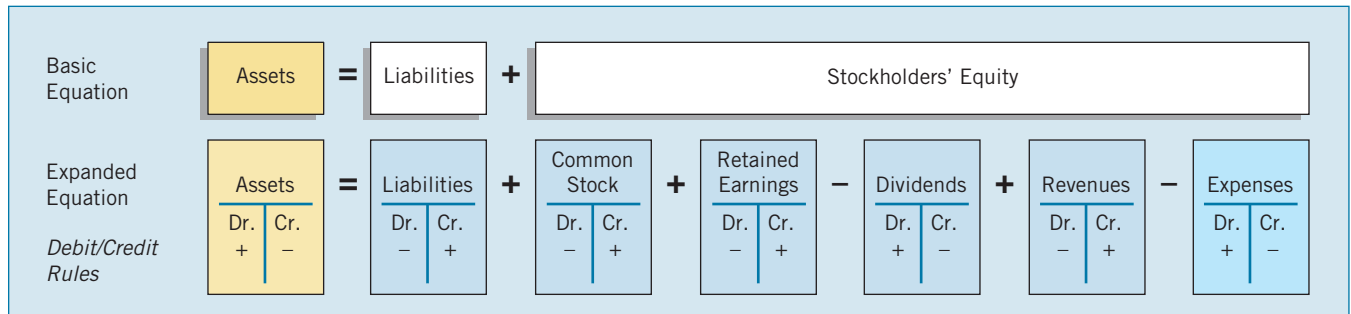 Basic
Equation
Assets = Liabilities + Stockholders’ Equity
Expanded
Equation
Debit/Credit
Rules
Assets = Liabilities + Common Stock + Retained Earnings – Dividends + Revenues – Expenses
Dr. Cr. Dr. Cr. Dr. Cr. Dr. Cr. Dr. Cr. Dr. Cr. Dr. Cr.
+ – – + – + – + + – – + + –